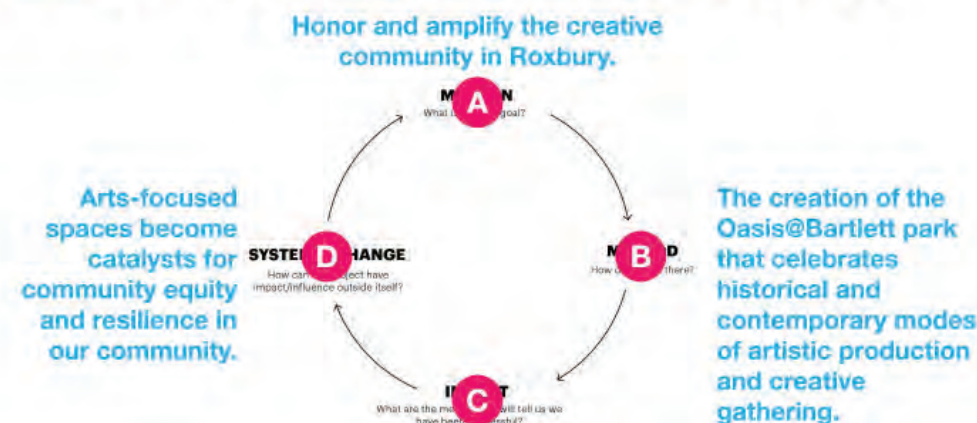 Honor and amplify the creative
community in Roxbury.
A
What goal?
Arts-focused
spaces become
catalysts for
community equity
and resilience in
our community.
D
How can ject have
impact/influence outside itself?
B
How there?
The creation of the
Oasis@Bartlett park
that celebrates
historical and
contemporary modes
of artistic production
and creative
gathering.
C
What are the will tell us we
have been